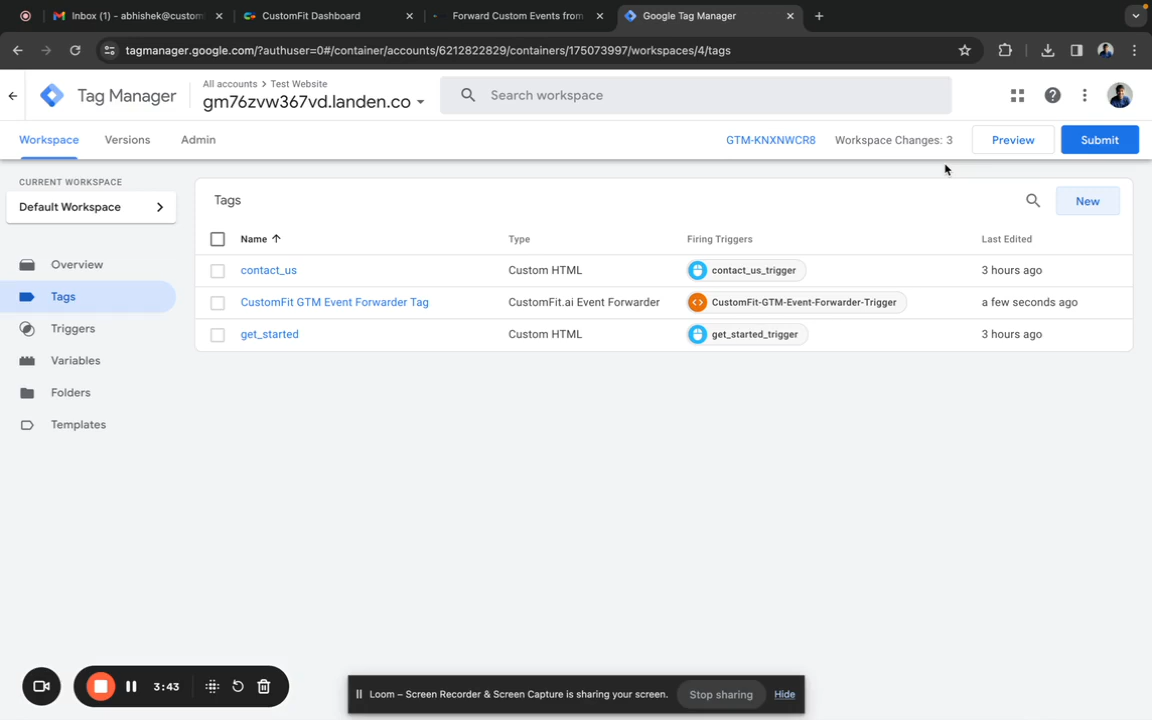 Inbox (1) - abhishek@custom
CustomFit Dashboard
Forward Custom Events from
Google Tag Manager
tagmanager.google.com/?authuser=0#/container/accounts/6212822829/containers/175073997/workspaces/4/tags
Tag Manager
All accounts > Test Website
gm76zvw367vd.landen.co
Search workspace
Workspace
Versions
Admin
GTM-KNXNWCR8
Workspace Changes: 3
Preview
Submit
CURRENT WORKSPACE
Default Workspace
Overview
Tags
Triggers
Variables
Folders
Templates
Tags
New
Name Type Firing Triggers Last Edited
contact_us Custom HTML contact_us_trigger 3 hours ago
CustomFit GTM Event Forwarder Tag CustomFit.ai Event Forwarder CustomFit-GTM-Event-Forwarder-Trigger a few seconds ago
get_started Custom HTML get_started_trigger 3 hours ago
3:43
Loom – Screen Recorder & Screen Capture is sharing your screen.
Stop sharing
Hide